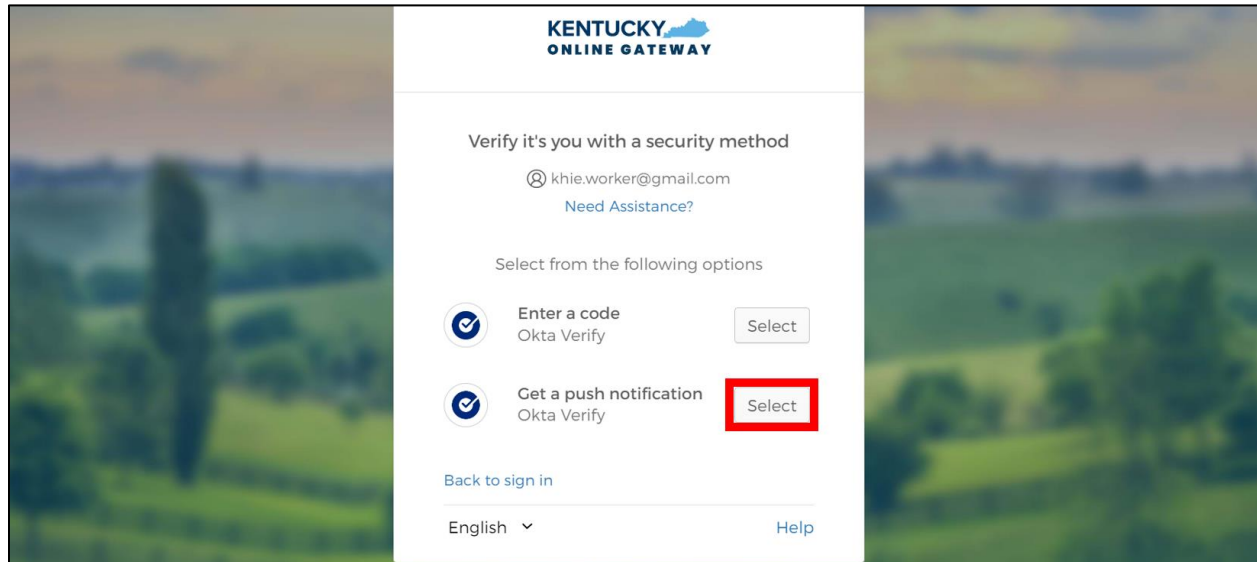 KENTUCKY
ONLINE GATEWAY
Verify it's you with a security method
khie.worker@gmail.com
Need Assistance?
Select from the following options
Enter a code
Okta Verify
Select
Get a push notification
Okta Verify
Select
Back to sign in
English
Help